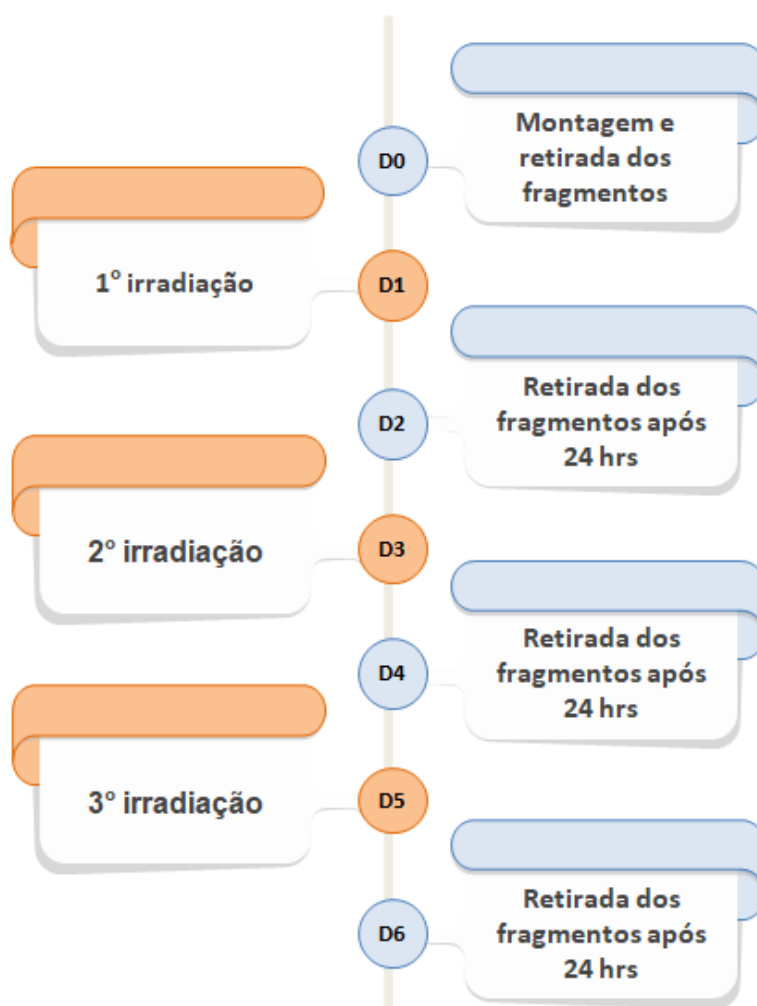 D0
Montagem e
retirada dos
fragmentos
1° irradiação
D1
D2
Retirada dos
fragmentos após
24 hrs
2° irradiação
D3
D4
Retirada dos
fragmentos após
24 hrs
3° irradiação
D5
D6
Retirada dos
fragmentos após
24 hrs